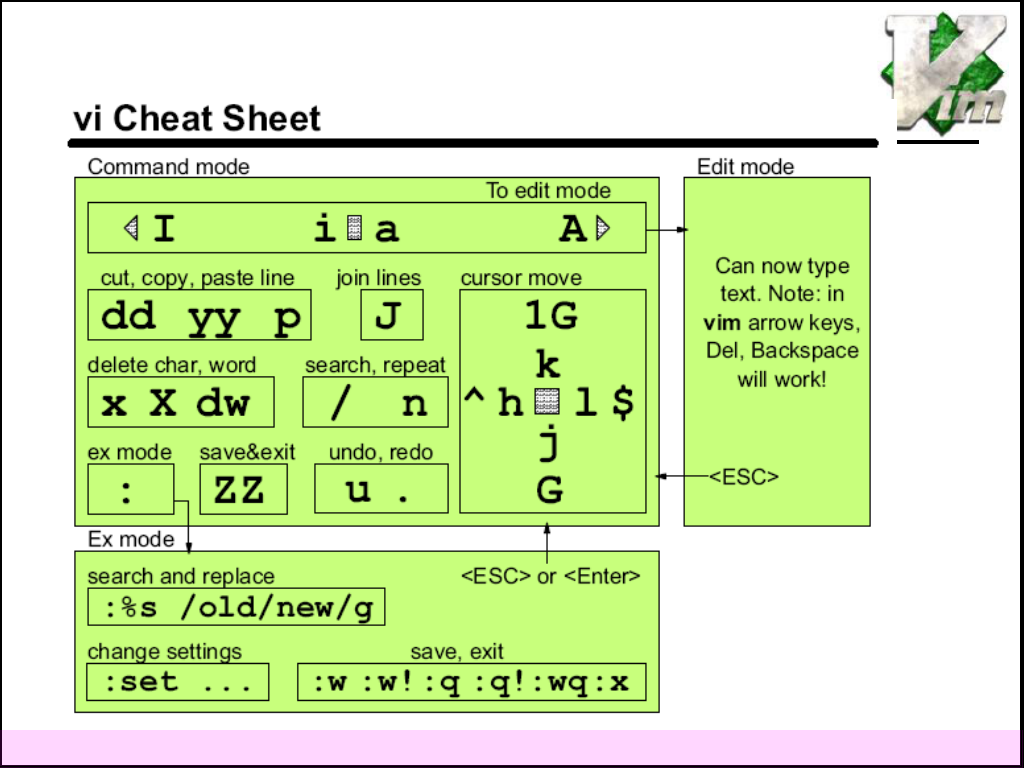 Vim
vi Cheat Sheet
Command mode
To edit mode
I i a A
cut, copy, paste line
dd yy p
join lines
J
cursor move
1G
k
^ h l $
j
G
delete char, word
x X dw
search, repeat
/ n
ex mode
:
save&exit
ZZ
undo, redo
u .
Edit mode
Can now type
text. Note: in
vim arrow keys,
Del, Backspace
will work!
<ESC>
Ex mode
<ESC> or <Enter>
search and replace
:%s /old/new/g
change settings
:set ...
save, exit
:w :w! :q :q! :wq :x